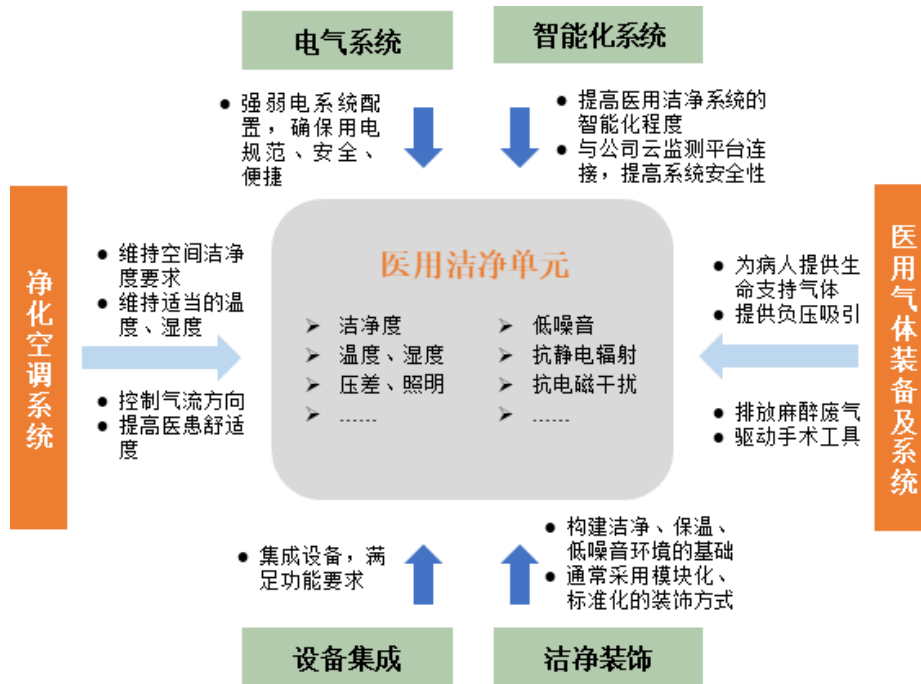 电气系统
智能化系统
● 强弱电系统配
置，确保用电
规范、安全、
便捷
● 提高医用洁净系统的
智能化程度
● 与公司云监测平台连
接，提高系统安全性
净化空调系统
● 维持空间洁净
度要求
● 维持适当的温
度、湿度
● 控制气流方向
● 提高医患舒适
度
医用洁净单元
➢ 洁净度
➢ 温度、湿度
➢ 压差、照明
➢ ......
➢ 低噪音
➢ 抗静电辐射
➢ 抗电磁干扰
➢ ......
● 为病人提供生
命支持气体
● 提供负压吸引
● 排放麻醉废气
● 驱动手术工具
医用气体装备及系统
● 集成设备，满
足功能要求
● 构建洁净、保温、
低噪音环境的基础
● 通常采用模块化、
标准化的装饰方式
设备集成
洁净装饰